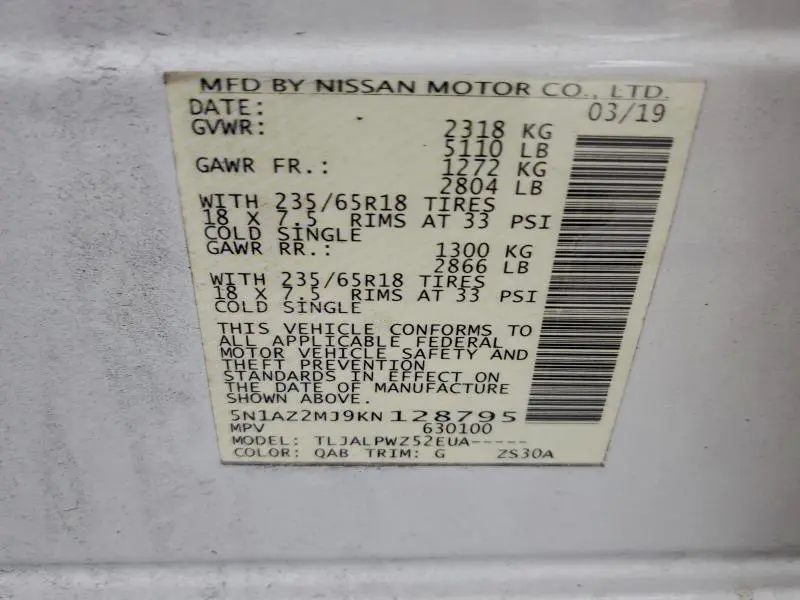 MFD BY NISSAN MOTOR CO., LTD.
DATE: 03/19
GVWR: 2318 KG
5110 LB
GAWR FR.: 1272 KG
2804 LB
WITH 235/65R18 TIRES
18 X 7.5 RIMS AT 33 PSI
COLD SINGLE
GAWR RR.: 1300 KG
2866 LB
WITH 235/65R18 TIRES
18 X 7.5 RIMS AT 33 PSI
COLD SINGLE
THIS VEHICLE CONFORMS TO
ALL APPLICABLE FEDERAL
MOTOR VEHICLE SAFETY AND
THEFT PREVENTION
STANDARDS IN EFFECT ON
THE DATE OF MANUFACTURE
SHOWN ABOVE.
5N1AZ2MJ9KN128795
MPV 630100
MODEL: TLJALPWZ52EUA-----
COLOR: QAB TRIM: G ZS30A